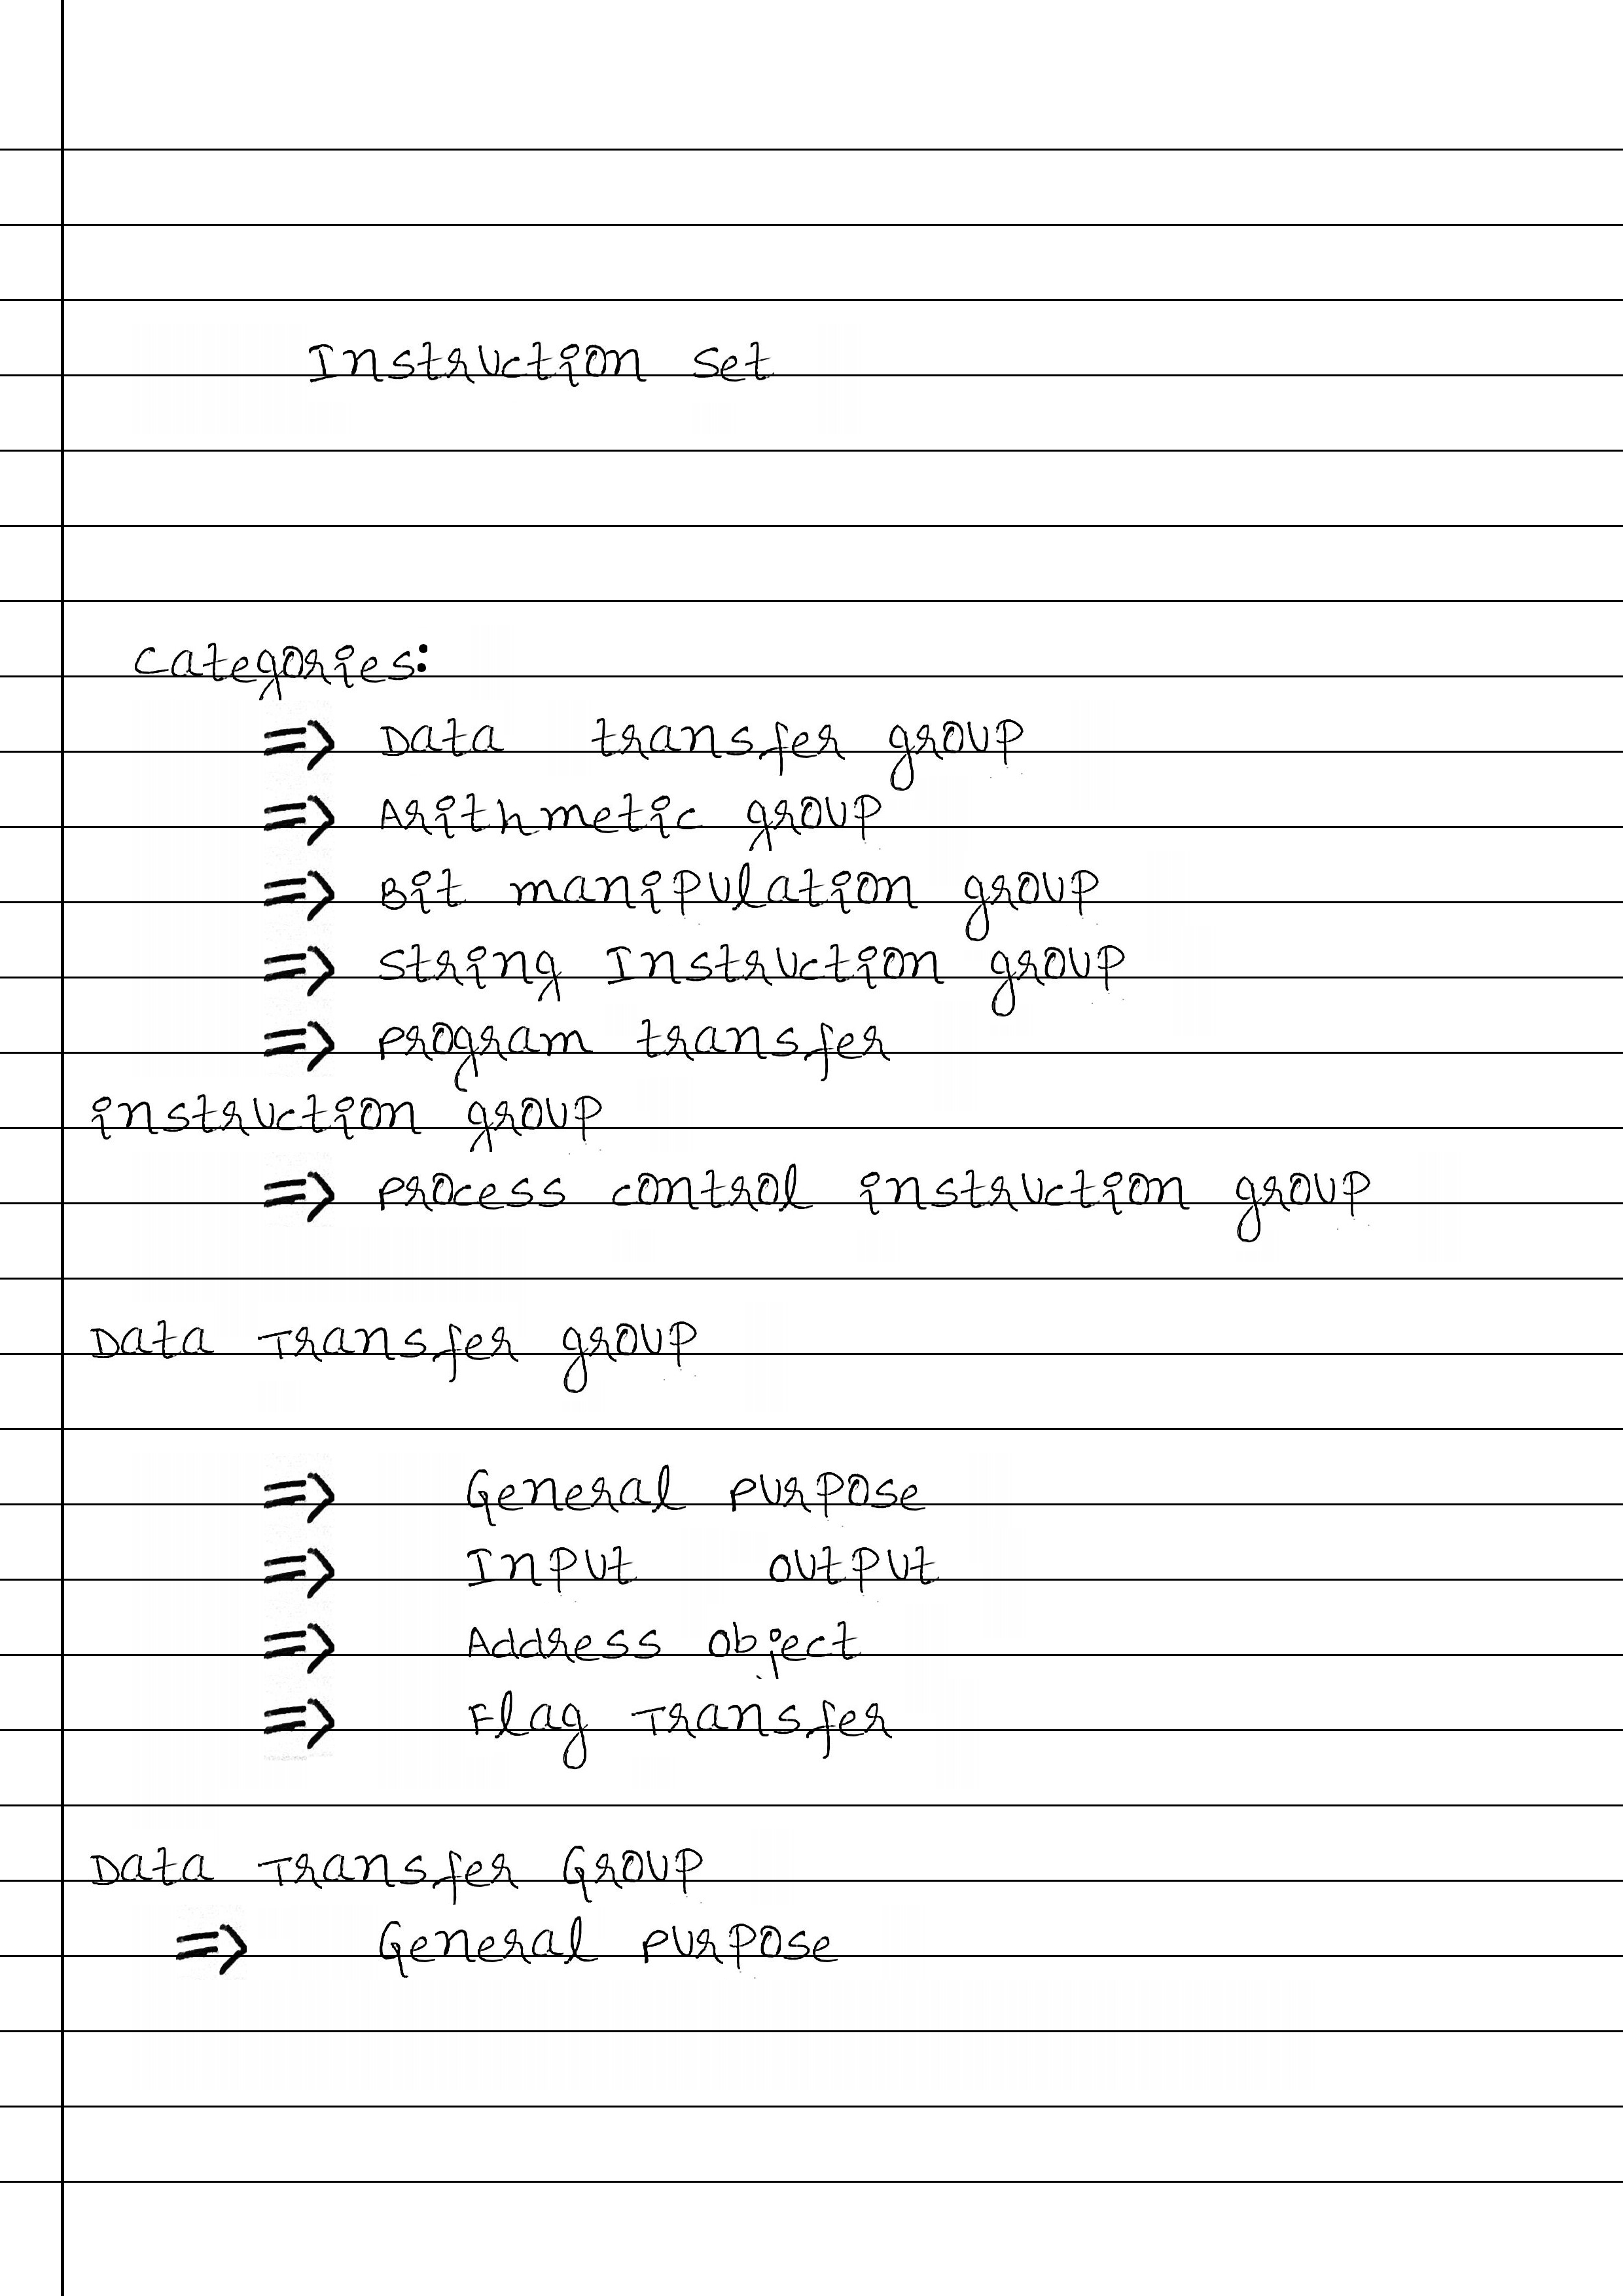 Instruction set
categories:
=> Data transfer group
=> Arithmetic group
=> Bit manipulation group
=> string Instruction group
=> program transfer
instruction group
=> process control instruction group
Data Transfer group
=> General purpose
=> Input output
=> Address object
=> Flag Transfer
Data Transfer Group
=> General purpose